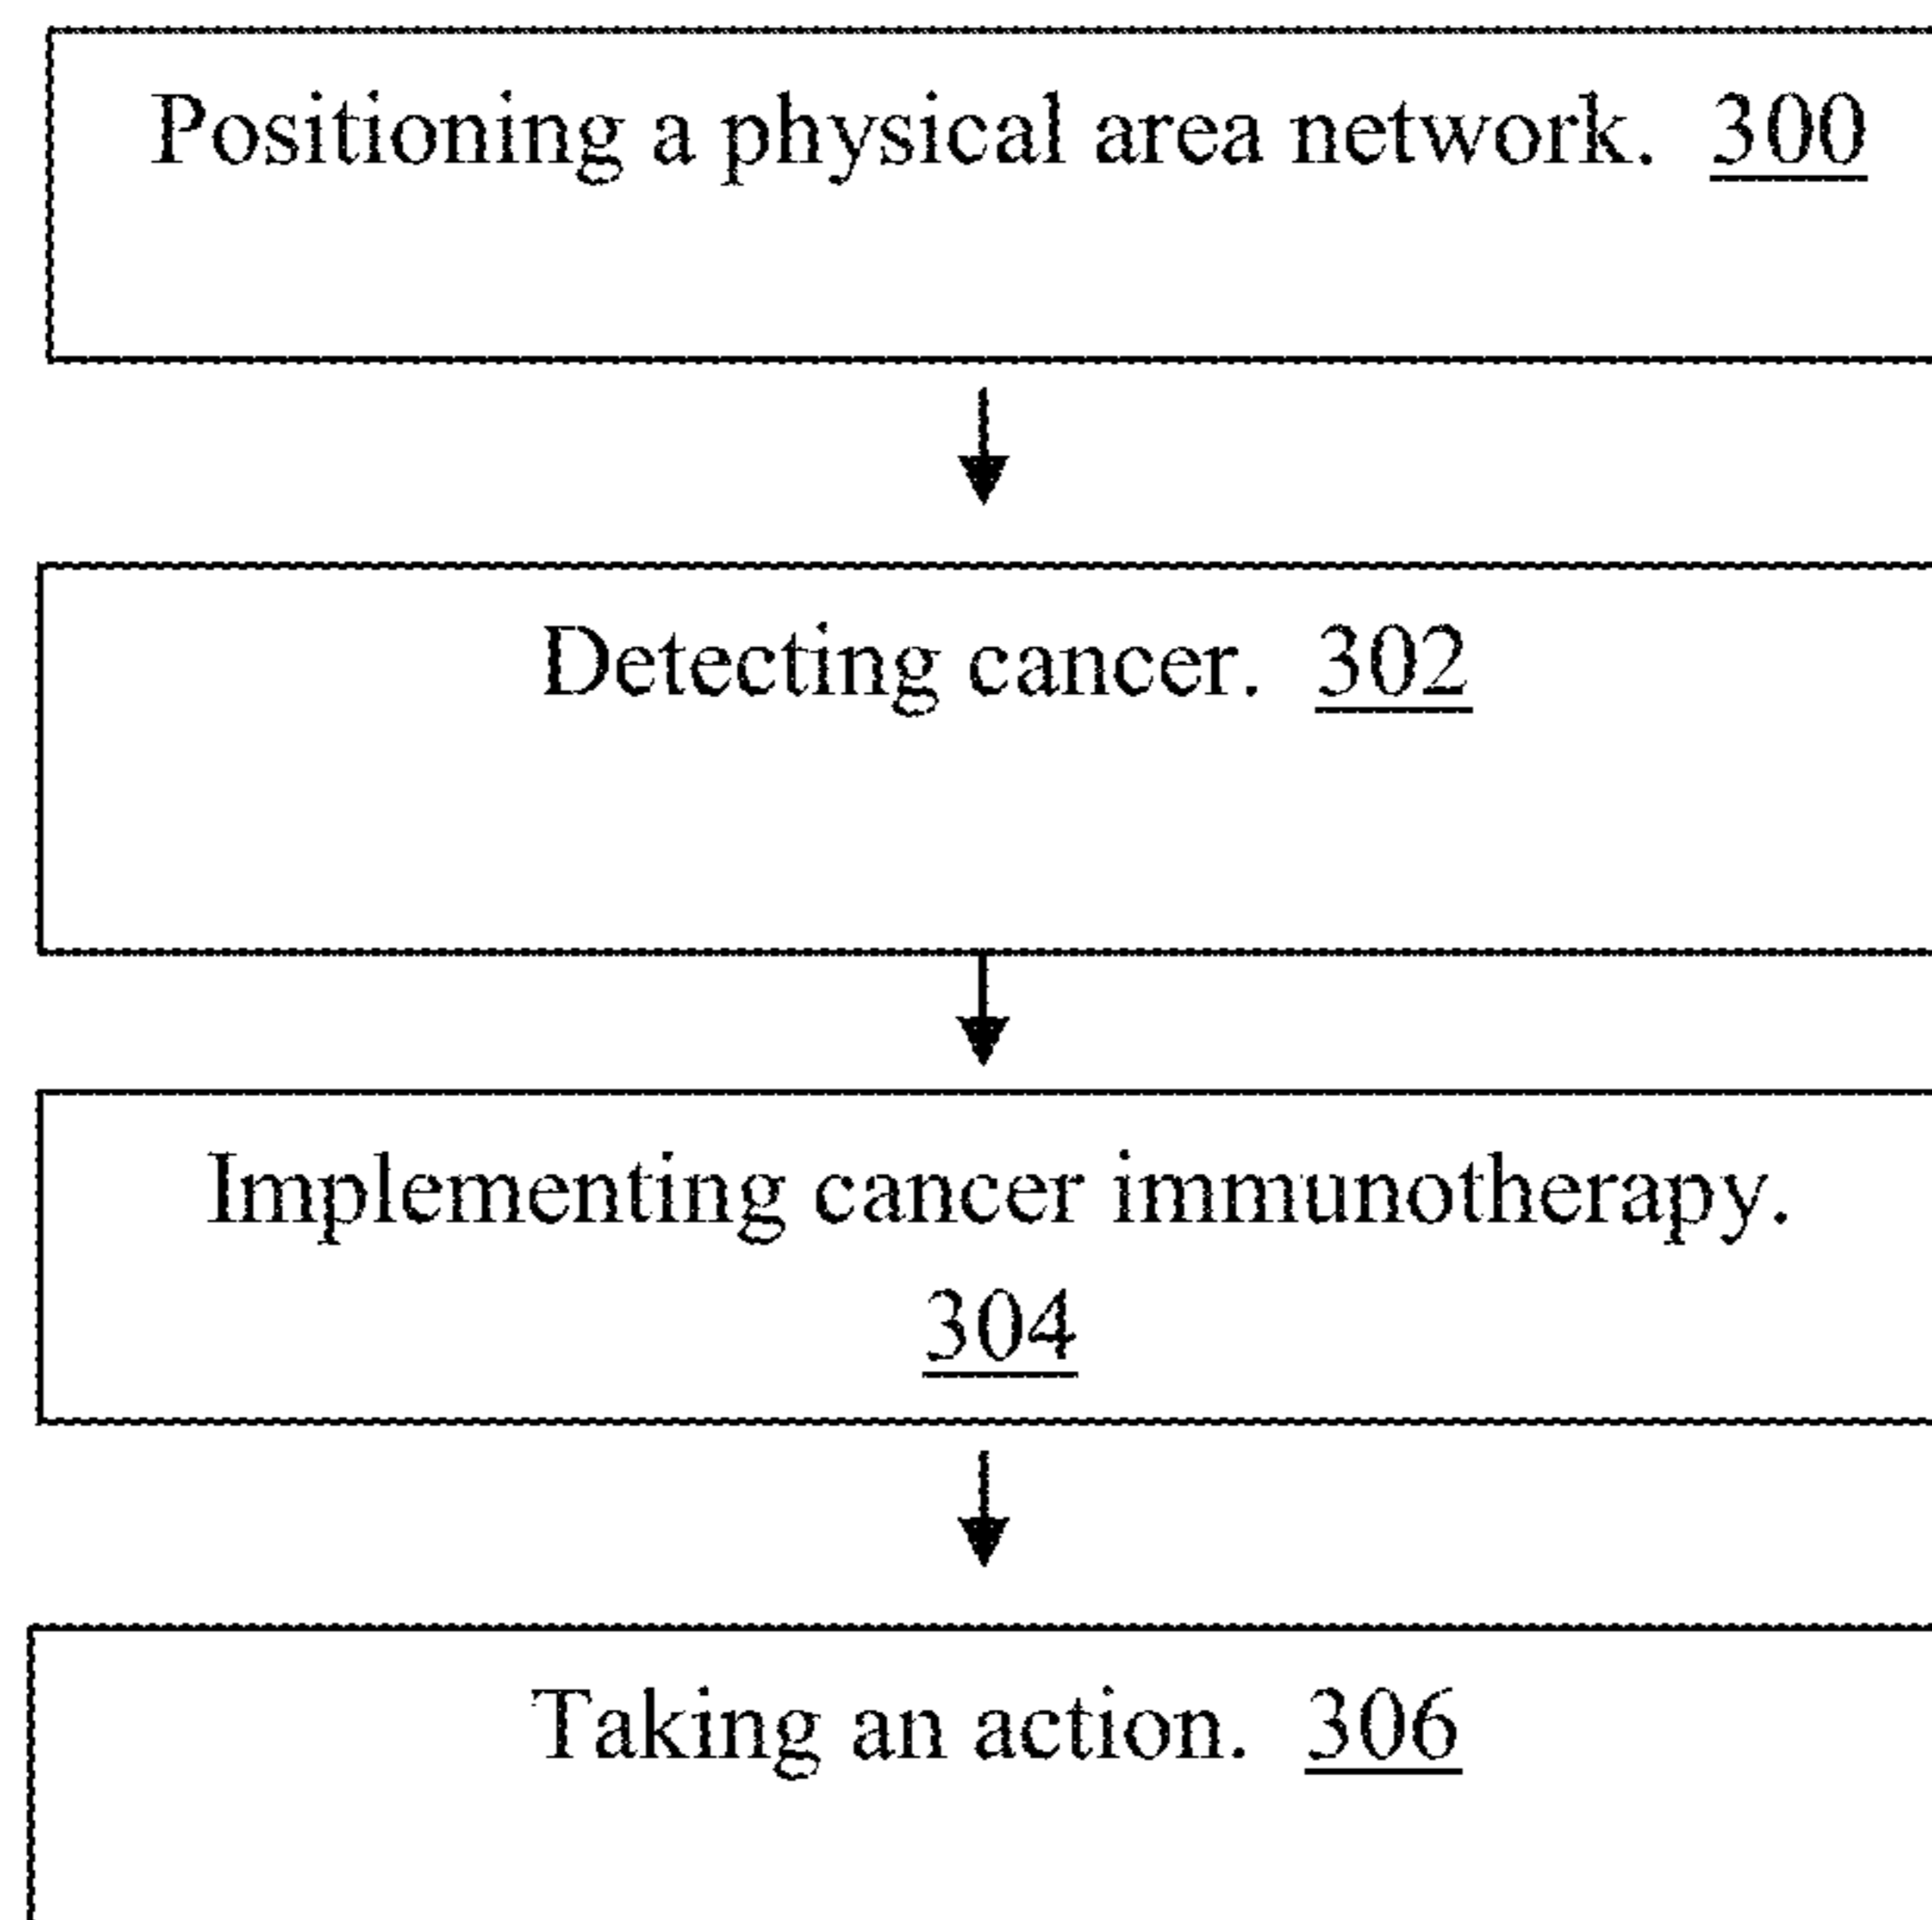 Positioning a physical area network. 300
Detecting cancer. 302
Implementing cancer immunotherapy.
304
Taking an action. 306